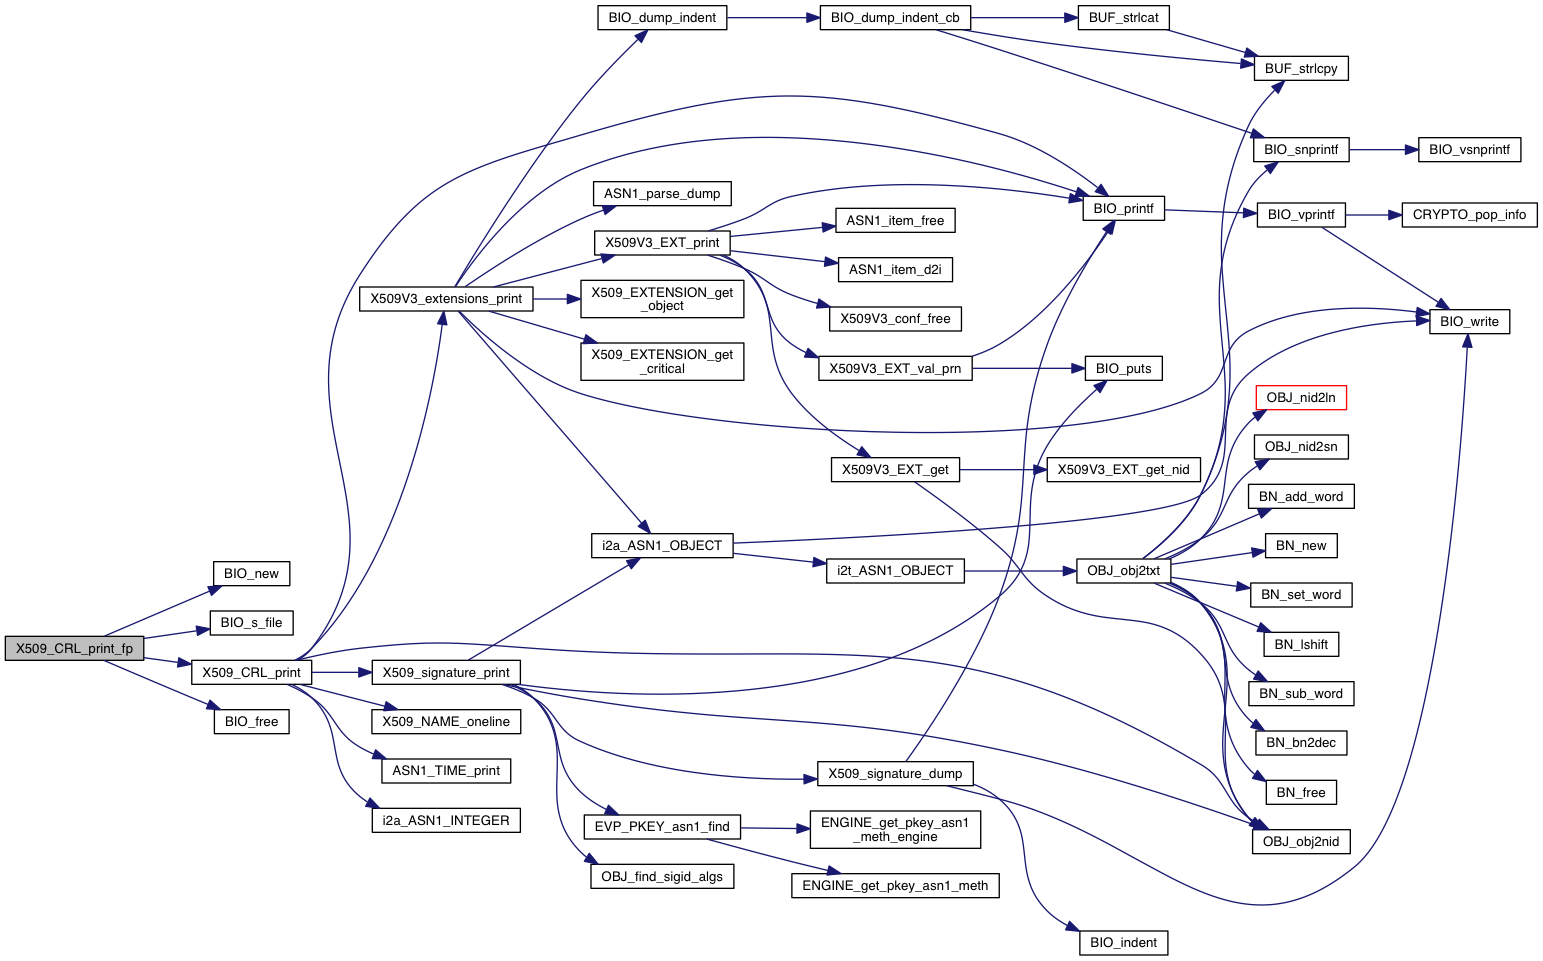 BIO_dump_indent
BIO_dump_indent_cb
BUF_strlcat
BUF_strlcpy
BIO_snprintf
BIO_vsnprintf
ASN1_parse_dump
BIO_printf
BIO_vprintf
CRYPTO_pop_info
ASN1_item_free
X509V3_EXT_print
ASN1_item_d2i
X509V3_extensions_print
X509_EXTENSION_get
_object
X509V3_conf_free
BIO_write
X509_EXTENSION_get
_critical
X509V3_EXT_val_prn
BIO_puts
OBJ_nid2ln
OBJ_nid2sn
X509V3_EXT_get
X509V3_EXT_get_nid
BN_add_word
i2a_ASN1_OBJECT
BN_new
BIO_new
i2t_ASN1_OBJECT
OBJ_obj2txt
BN_set_word
BIO_s_file
X509_CRL_print_fp
BN_lshift
X509_CRL_print
X509_signature_print
BN_sub_word
BIO_free
X509_NAME_oneline
BN_bn2dec
ASN1_TIME_print
X509_signature_dump
BN_free
i2a_ASN1_INTEGER
EVP_PKEY_asn1_find
ENGINE_get_pkey_asn1
_meth_engine
OBJ_obj2nid
OBJ_find_sigid_algs
ENGINE_get_pkey_asn1_meth
BIO_indent